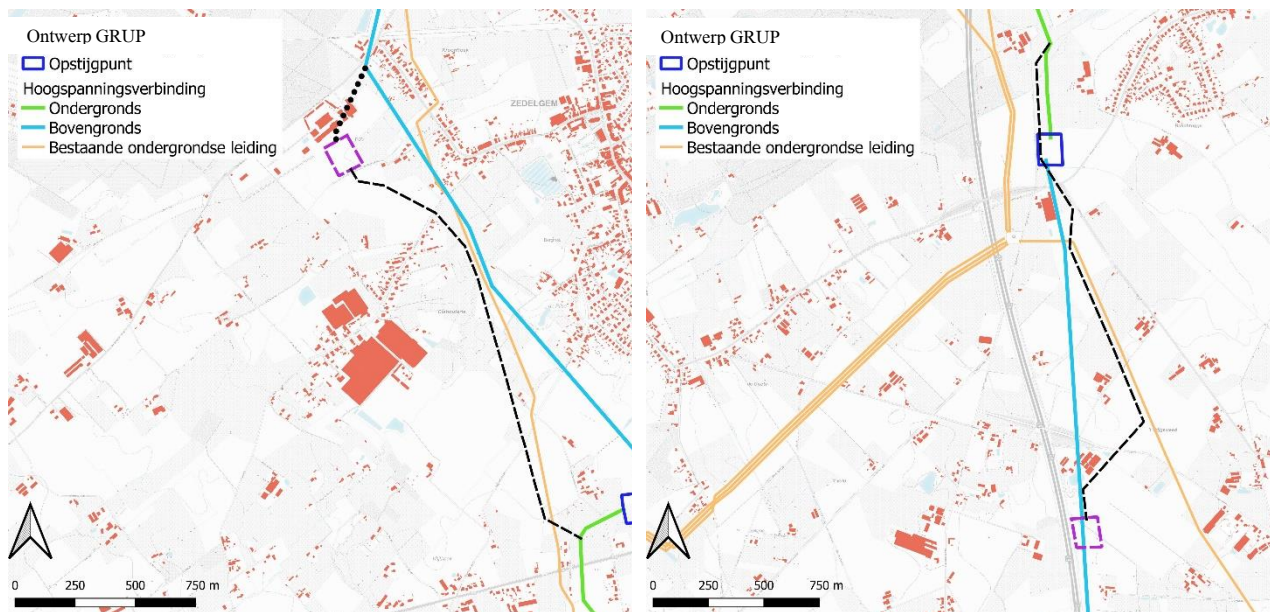 Ontwerp GRUP
Opstijgpunt
Hoogspanningsverbinding
Ondergronds
Bovengronds
Bestaande ondergrondse leiding
ZEDELGEM
0 250 500 750 m
Ontwerp GRUP
Opstijgpunt
Hoogspanningsverbinding
Ondergronds
Bovengronds
Bestaande ondergrondse leiding
0 250 500 750 m